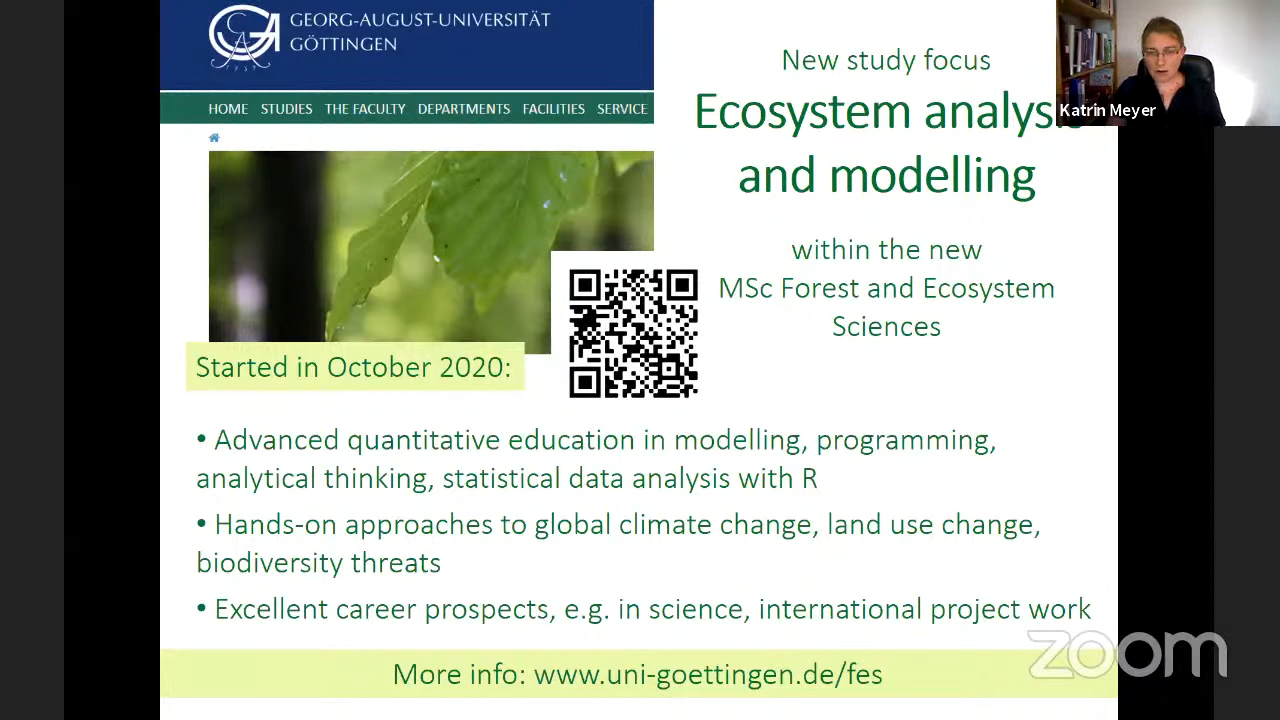 GEORG-AUGUST-UNIVERSITÄT
GÖTTINGEN
HOME STUDIES THE FACULTY DEPARTMENTS FACILITIES SERVICE
New study focus
Ecosystem analysis
and modelling
Katrin Meyer
within the new
MSc Forest and Ecosystem
Sciences
Started in October 2020:
• Advanced quantitative education in modelling, programming,
analytical thinking, statistical data analysis with R
• Hands-on approaches to global climate change, land use change,
biodiversity threats
• Excellent career prospects, e.g. in science, international project work
More info: www.uni-goettingen.de/fes
zoom